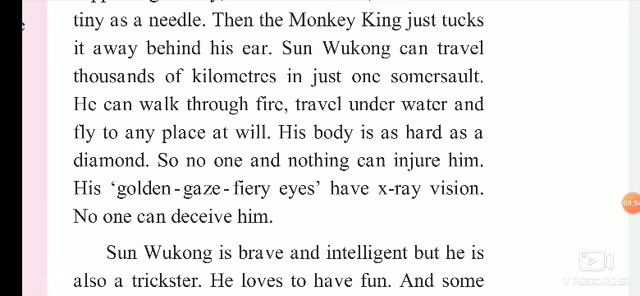 tiny as a needle. Then the Monkey King just tucks
it away behind his ear. Sun Wukong can travel
thousands of kilometres in just one somersault.
He can walk through fire, travel under water and
fly to any place at will. His body is as hard as a
diamond. So no one and nothing can injure him.
His ‘golden-gaze-fiery eyes’ have x-ray vision.
No one can deceive him.
Sun Wukong is brave and intelligent but he is
also a trickster. He loves to have fun. And some
V RECORDER